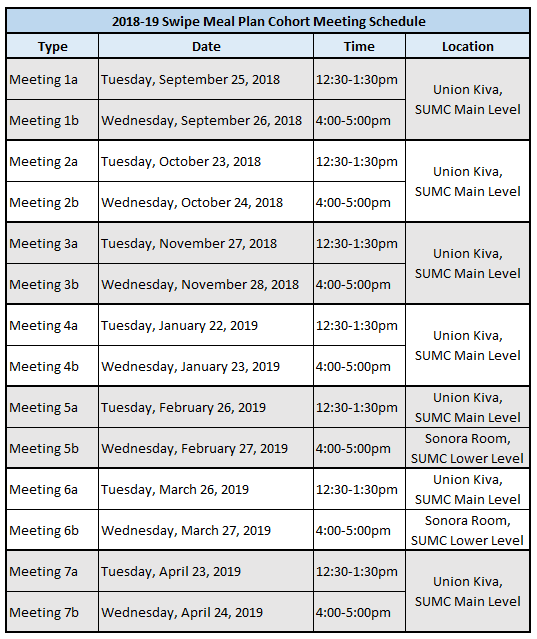 2018-19 Swipe Meal Plan Cohort Meeting Schedule
Type Date Time Location
Meeting 1a Tuesday, September 25, 2018 12:30-1:30pm Union Kiva,
SUMC Main Level
Meeting 1b Wednesday, September 26, 2018 4:00-5:00pm
Meeting 2a Tuesday, October 23, 2018 12:30-1:30pm Union Kiva,
SUMC Main Level
Meeting 2b Wednesday, October 24, 2018 4:00-5:00pm
Meeting 3a Tuesday, November 27, 2018 12:30-1:30pm Union Kiva,
SUMC Main Level
Meeting 3b Wednesday, November 28, 2018 4:00-5:00pm
Meeting 4a Tuesday, January 22, 2019 12:30-1:30pm Union Kiva,
SUMC Main Level
Meeting 4b Wednesday, January 23, 2019 4:00-5:00pm
Meeting 5a Tuesday, February 26, 2019 12:30-1:30pm Union Kiva,
SUMC Main Level
Meeting 5b Wednesday, February 27, 2019 4:00-5:00pm Sonora Room,
SUMC Lower Level
Meeting 6a Tuesday, March 26, 2019 12:30-1:30pm Union Kiva,
SUMC Main Level
Meeting 6b Wednesday, March 27, 2019 4:00-5:00pm Sonora Room,
SUMC Lower Level
Meeting 7a Tuesday, April 23, 2019 12:30-1:30pm Union Kiva,
SUMC Main Level
Meeting 7b Wednesday, April 24, 2019 4:00-5:00pm